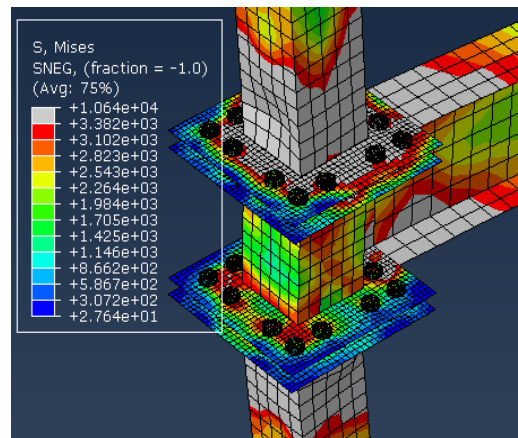 S, Mises
SNEG, (fraction = -1.0)
(Avg: 75%)
+1.064e+04
+3.382e+03
+3.102e+03
+2.823e+03
+2.543e+03
+2.264e+03
+1.984e+03
+1.705e+03
+1.425e+03
+1.146e+03
+8.662e+02
+5.867e+02
+3.072e+02
+2.764e+01